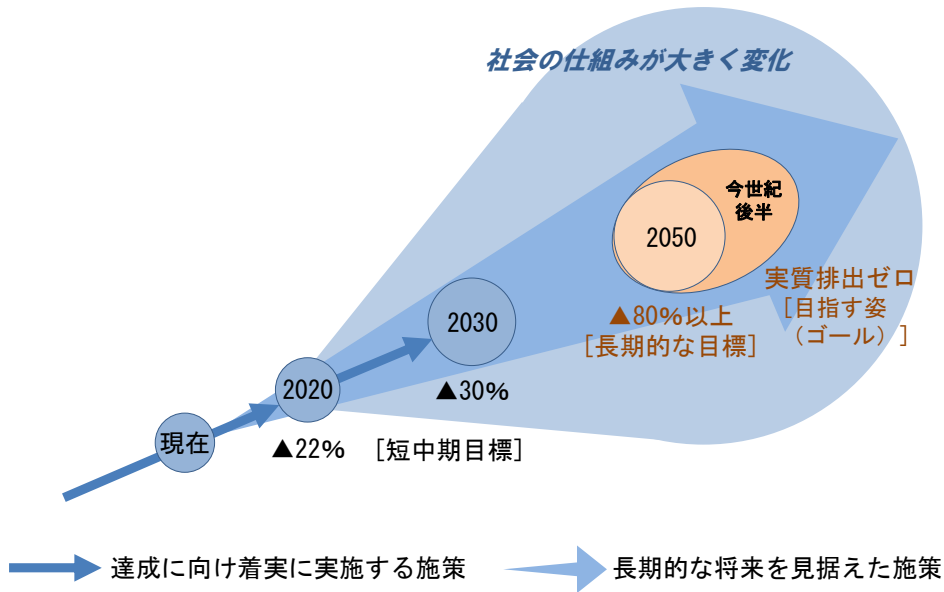 社会の仕組みが大きく変化
今世紀
後半
2050
実質排出ゼロ
[目指す姿
(ゴール)]
▲80%以上
[長期的な目標]
2030
▲30%
2020
▲22% [短中期目標]
現在
達成に向け着実に実施する施策
長期的な将来を見据えた施策